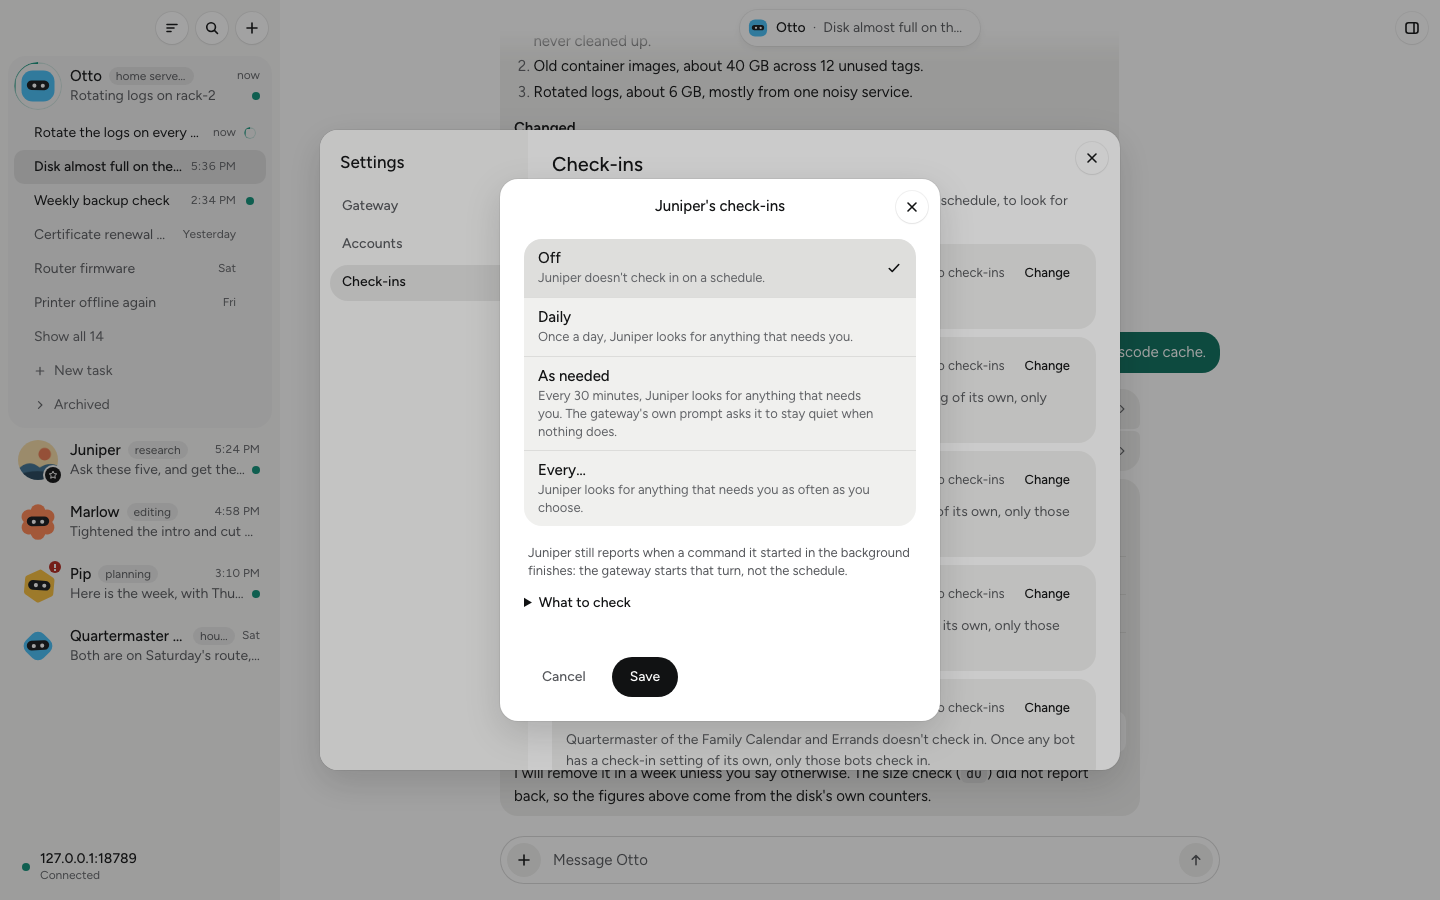 Otto home serve... now
Rotating logs on rack-2
Rotate the logs on every ... now
Disk almost full on the... 5:36 PM
Weekly backup check 2:34 PM
Certificate renewal ... Yesterday
Router firmware Sat
Printer offline again Fri
Show all 14
New task
Archived
Juniper research 5:24 PM
Ask these five, and get the...
Marlow editing 4:58 PM
Tightened the intro and cut ...
Pip planning 3:10 PM
Here is the week, with Thu...
Quartermaster ... hou... Sat
Both are on Saturday's route,...
127.0.0.1:18789
Connected
Otto · Disk almost full on th...
never cleaned up.
2. Old container images, about 40 GB across 12 unused tags.
3. Rotated logs, about 6 GB, mostly from one noisy service.
Changed
Settings
Gateway
Accounts
Check-ins
Check-ins
schedule, to look for
check-ins Change
check-ins Change
of its own, only
check-ins Change
of its own, only those
check-ins Change
its own, only those
check-ins Change
Quartermaster of the Family Calendar and Errands doesn't check in. Once any bot
has a check-in setting of its own, only those bots check in.
Juniper's check-ins
Off
Juniper doesn't check in on a schedule.
Daily
Once a day, Juniper looks for anything that needs you.
As needed
Every 30 minutes, Juniper looks for anything that needs
you. The gateway's own prompt asks it to stay quiet when
nothing does.
Every...
Juniper looks for anything that needs you as often as you
choose.
Juniper still reports when a command it started in the background
finishes: the gateway starts that turn, not the schedule.
What to check
Cancel Save
scode cache.
I will remove it in a week unless you say otherwise. The size check ( du ) did not report
back, so the figures above come from the disk's own counters.
Message Otto